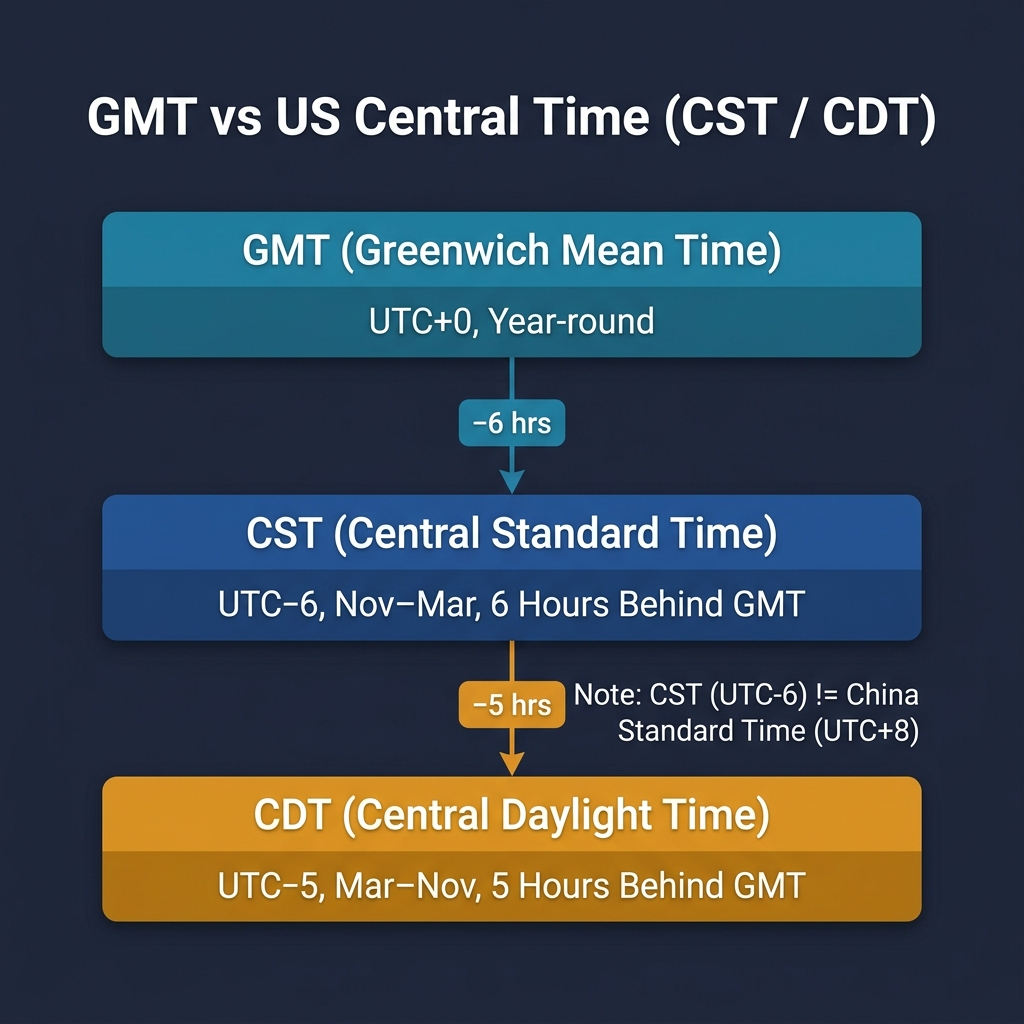 GMT vs US Central Time (CST / CDT)
GMT (Greenwich Mean Time)
UTC+0, Year-round
−6 hrs
CST (Central Standard Time)
UTC−6, Nov–Mar, 6 Hours Behind GMT
−5 hrs
Note: CST (UTC-6) != China
Standard Time (UTC+8)
CDT (Central Daylight Time)
UTC−5, Mar–Nov, 5 Hours Behind GMT